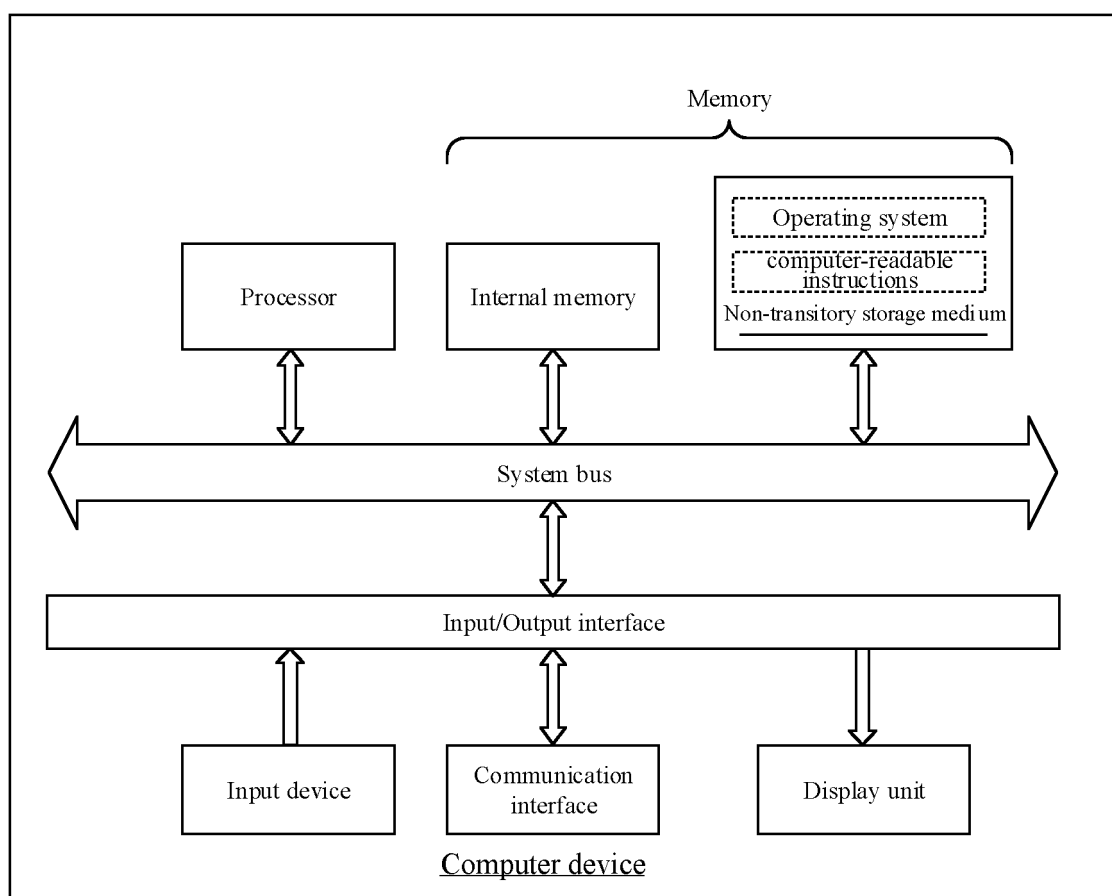 Memory
Operating system
computer-readable
instructions
Non-transitory storage medium
Processor
Internal memory
System bus
Input/Output interface
Input device
Communication
interface
Display unit
Computer device